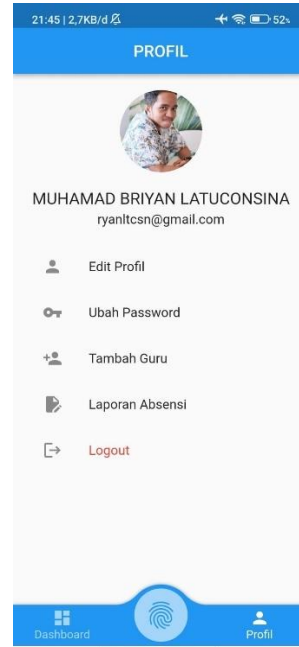 21:45 | 2,7KB/d 52%
PROFIL
MUHAMAD BRIYAN LATUCONSINA
ryanltcsn@gmail.com
Edit Profil
Ubah Password
Tambah Guru
Laporan Absensi
Logout
Dashboard Profil